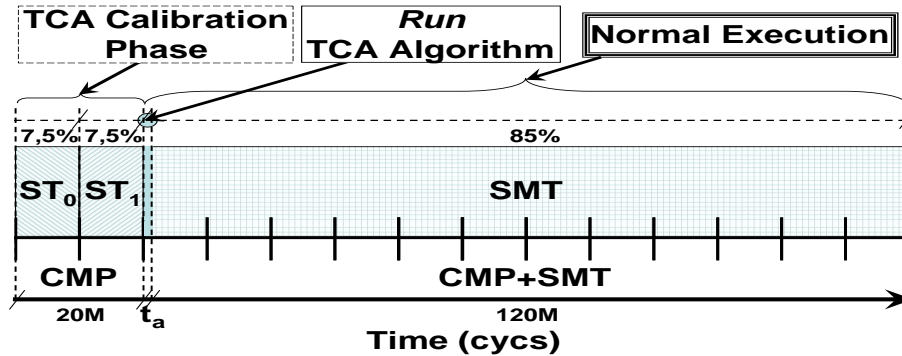 TCA Calibration
Phase
Run
TCA Algorithm
Normal Execution
7,5% 7,5% 85%
ST0 ST1 SMT
CMP CMP+SMT
20M ta 120M
Time (cycs)